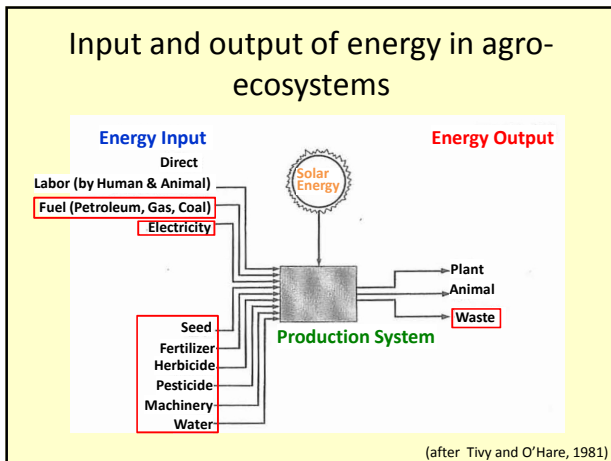 Input and output of energy in agro-
ecosystems
Energy Input
Energy Output
Direct
Labor (by Human & Animal)
Fuel (Petroleum, Gas, Coal)
Electricity
Solar
Energy
Plant
Animal
Waste
Production System
Seed
Fertilizer
Herbicide
Pesticide
Machinery
Water
(after Tivy and O'Hare, 1981)